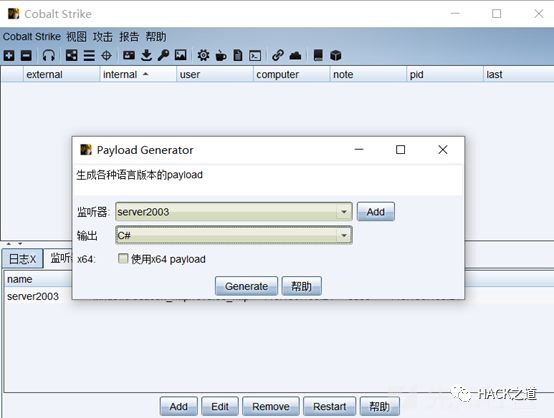 Cobalt Strike
Cobalt Strike 视图 攻击 报告 帮助
external internal user computer note pid last
Payload Generator
生成各种语言版本的payload
监听器: server2003 Add
输出 C#
x64: 使用x64 payload
Generate 帮助
日志X 监听
name
server2003
Add Edit Remove Restart 帮助
HACK之道